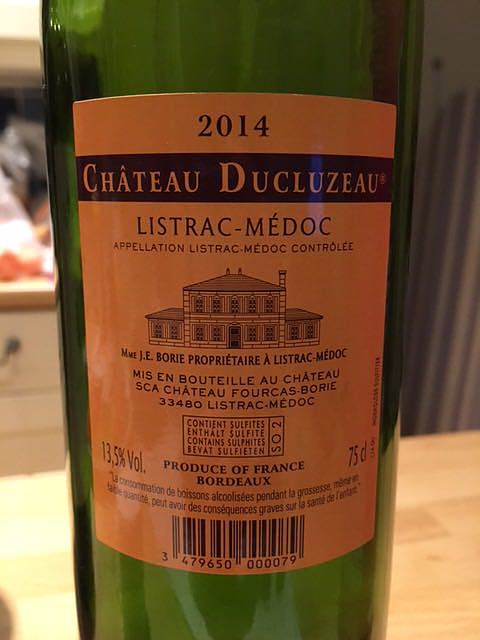 2014
CHÂTEAU DUCLUZEAU®
LISTRAC-MÉDOC
APPELLATION LISTRAC-MÉDOC CONTRÔLÉE
MME J.E. BORIE PROPRIÉTAIRE À LISTRAC-MÉDOC
MIS EN BOUTEILLE AU CHÂTEAU
SCA CHÂTEAU FOURCAS-BORIE
33480 LISTRAC-MÉDOC
CONTIENT SULFITES
ENTHÄLT SULFITE
CONTAINS SULPHITES
BEVAT SULFIETEN
SO2
13,5% Vol.
75 cl
PRODUCE OF FRANCE
BORDEAUX
"La consommation de boissons alcoolisées pendant la grossesse, même en
faible quantité, peut avoir des conséquences graves sur la santé de l'enfant."
3 479650 000079